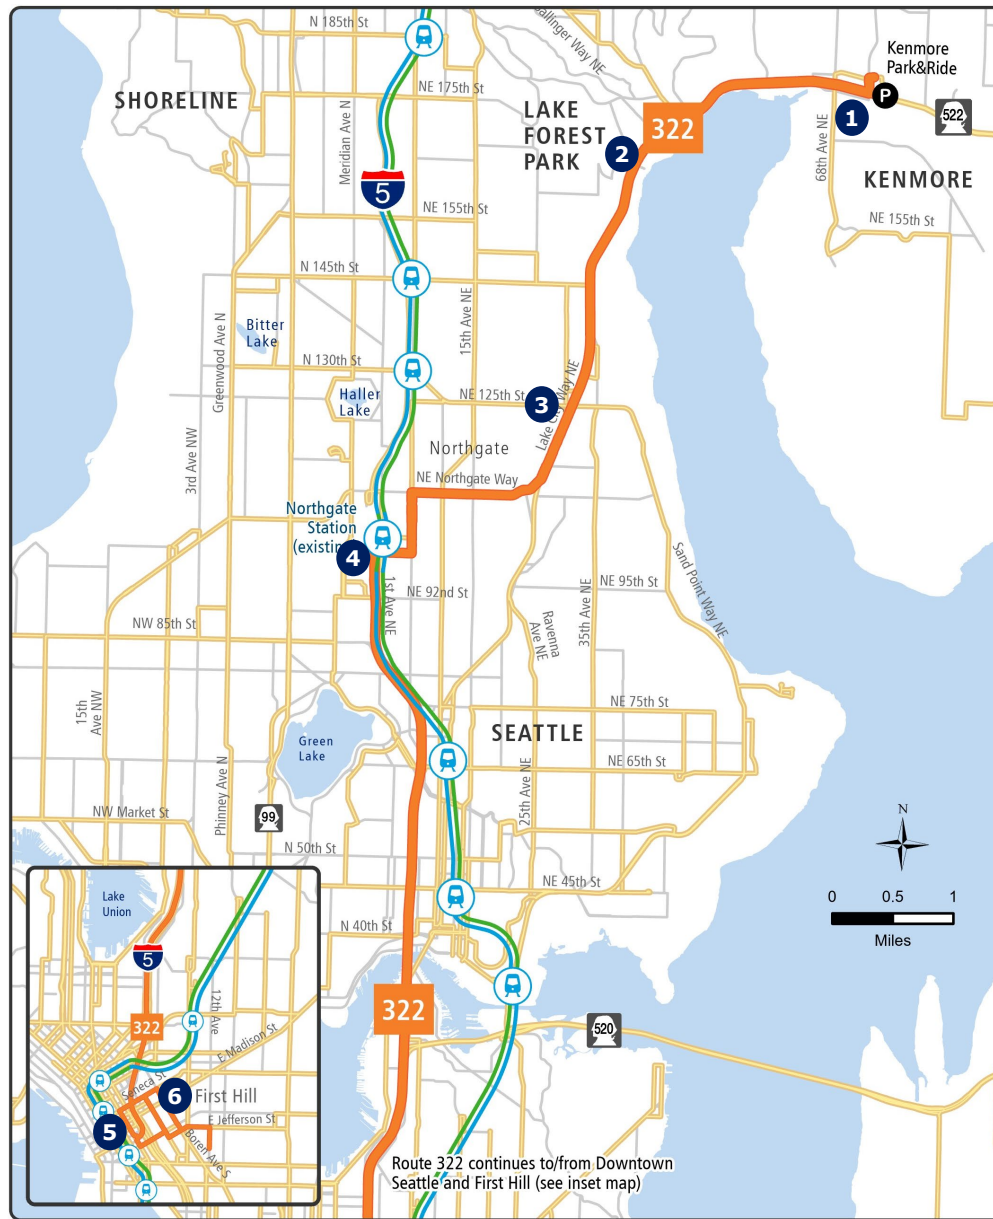 N 185th St
Ballinger Way NE
Kenmore
Park&Ride
P
NE 175th St
SHORELINE
Meridian Ave N
LAKE
FOREST
PARK
322
1
522
2
68th Ave NE
5
KENMORE
NE 155th St
NE 155th St
N 145th St
15th Ave NE
Bitter
Lake
Greenwood Ave N
N 130th St
Haller
Lake
NE 125th St
3
Lake City Way NE
3rd Ave NW
Northgate
NE Northgate Way
Northgate
Station
4
1st Ave NE
NE 92nd St
NE 95th St
35th Ave NE
Sand Point Way NE
Ravenna
Ave NE
NW 85th St
15th
Ave NW
NE 75th St
SEATTLE
Green
Lake
NE 65th St
Phinney Ave N
25th Ave NE
NW Market St
99
N
N 50th St
NE 45th St
0 0.5 1
Miles
N 40th St
322
520
Lake
Union
5
322
12th Ave
E Madison St
Seneca St
6
First Hill
5
E Jefferson St
Boren Ave S
Route 322 continues to/from Downtown
Seattle and First Hill (see inset map)